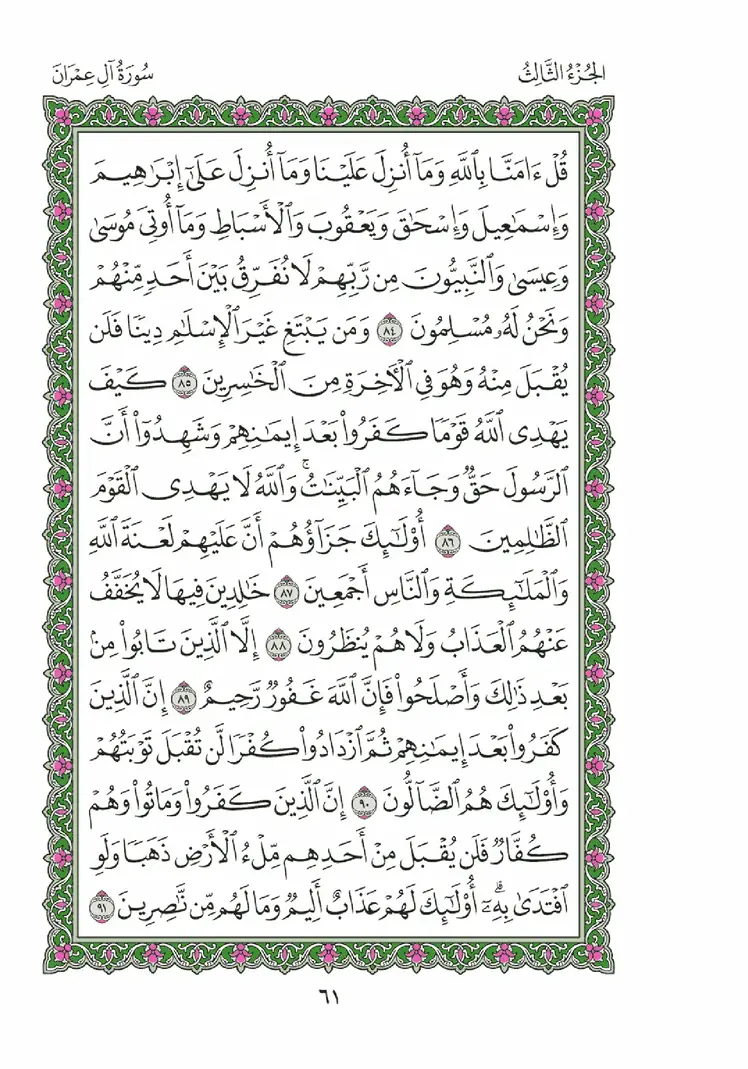 الجُزْءُ الثَّالِثُ
سُورَةُ آلِ عِمْرَانَ
قُلْ ءَامَنَّا بِٱللَّهِ وَمَآ أُنزِلَ عَلَيْنَا وَمَآ أُنزِلَ عَلَىٰٓ إِبْرَٰهِيمَ
وَإِسْمَٰعِيلَ وَإِسْحَٰقَ وَيَعْقُوبَ وَٱلْأَسْبَاطِ وَمَآ أُوتِيَ مُوسَىٰ
وَعِيسَىٰ وَٱلنَّبِيُّونَ مِن رَّبِّهِمْ لَا نُفَرِّقُ بَيْنَ أَحَدٍ مِّنْهُمْ
وَنَحْنُ لَهُۥ مُسْلِمُونَ ٨٤ وَمَن يَبْتَغِ غَيْرَ ٱلْإِسْلَٰمِ دِينًا فَلَن
يُقْبَلَ مِنْهُ وَهُوَ فِي ٱلْأٓخِرَةِ مِنَ ٱلْخَٰسِرِينَ ٨٥ كَيْفَ
يَهْدِي ٱللَّهُ قَوْمًا كَفَرُوا۟ بَعْدَ إِيمَٰنِهِمْ وَشَهِدُوٓا۟ أَنَّ
ٱلرَّسُولَ حَقٌّ وَجَآءَهُمُ ٱلْبَيِّنَٰتُ ۚ وَٱللَّهُ لَا يَهْدِي ٱلْقَوْمَ
ٱلظَّٰلِمِينَ ٨٦ أُو۟لَٰٓئِكَ جَزَآؤُهُمْ أَنَّ عَلَيْهِمْ لَعْنَةَ ٱللَّهِ
وَٱلْمَلَٰٓئِكَةِ وَٱلنَّاسِ أَجْمَعِينَ ٨٧ خَٰلِدِينَ فِيهَا لَا يُخَفَّفُ
عَنْهُمُ ٱلْعَذَابُ وَلَا هُمْ يُنظَرُونَ ٨٨ إِلَّا ٱلَّذِينَ تَابُوا۟ مِنۢ
بَعْدِ ذَٰلِكَ وَأَصْلَحُوا۟ فَإِنَّ ٱللَّهَ غَفُورٌ رَّحِيمٌ ٨٩ إِنَّ ٱلَّذِينَ
كَفَرُوا۟ بَعْدَ إِيمَٰنِهِمْ ثُمَّ ٱزْدَادُوا۟ كُفْرًا لَّن تُقْبَلَ تَوْبَتُهُمْ
وَأُو۟لَٰٓئِكَ هُمُ ٱلضَّآلُّونَ ٩٠ إِنَّ ٱلَّذِينَ كَفَرُوا۟ وَمَاتُوا۟ وَهُمْ
كُفَّارٌ فَلَن يُقْبَلَ مِنْ أَحَدِهِم مِّلْءُ ٱلْأَرْضِ ذَهَبًا وَلَوِ
ٱفْتَدَىٰ بِهِۦٓ ۗ أُو۟لَٰٓئِكَ لَهُمْ عَذَابٌ أَلِيمٌ وَمَا لَهُم مِّن نَّٰصِرِينَ ٩١
٦١